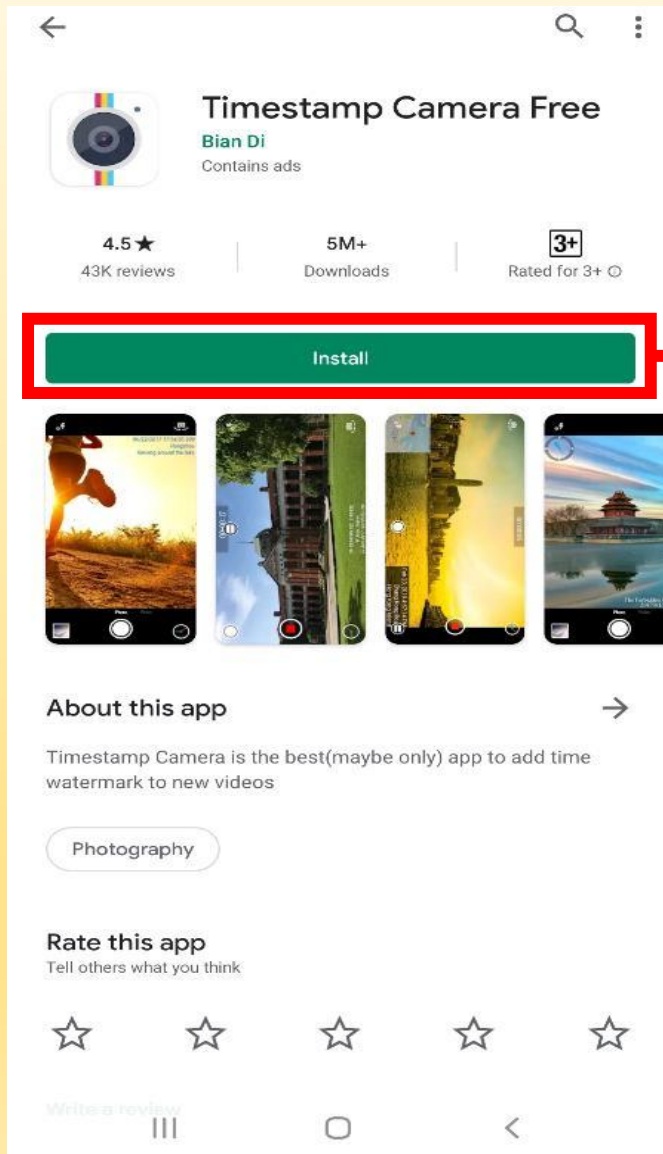 Timestamp Camera Free
Bian Di
Contains ads
4.5★
43K reviews
5M+
Downloads
3+
Rated for 3+
Install
About this app
Timestamp Camera is the best(maybe only) app to add time
watermark to new videos
Photography
Rate this app
Tell others what you think
Write a review